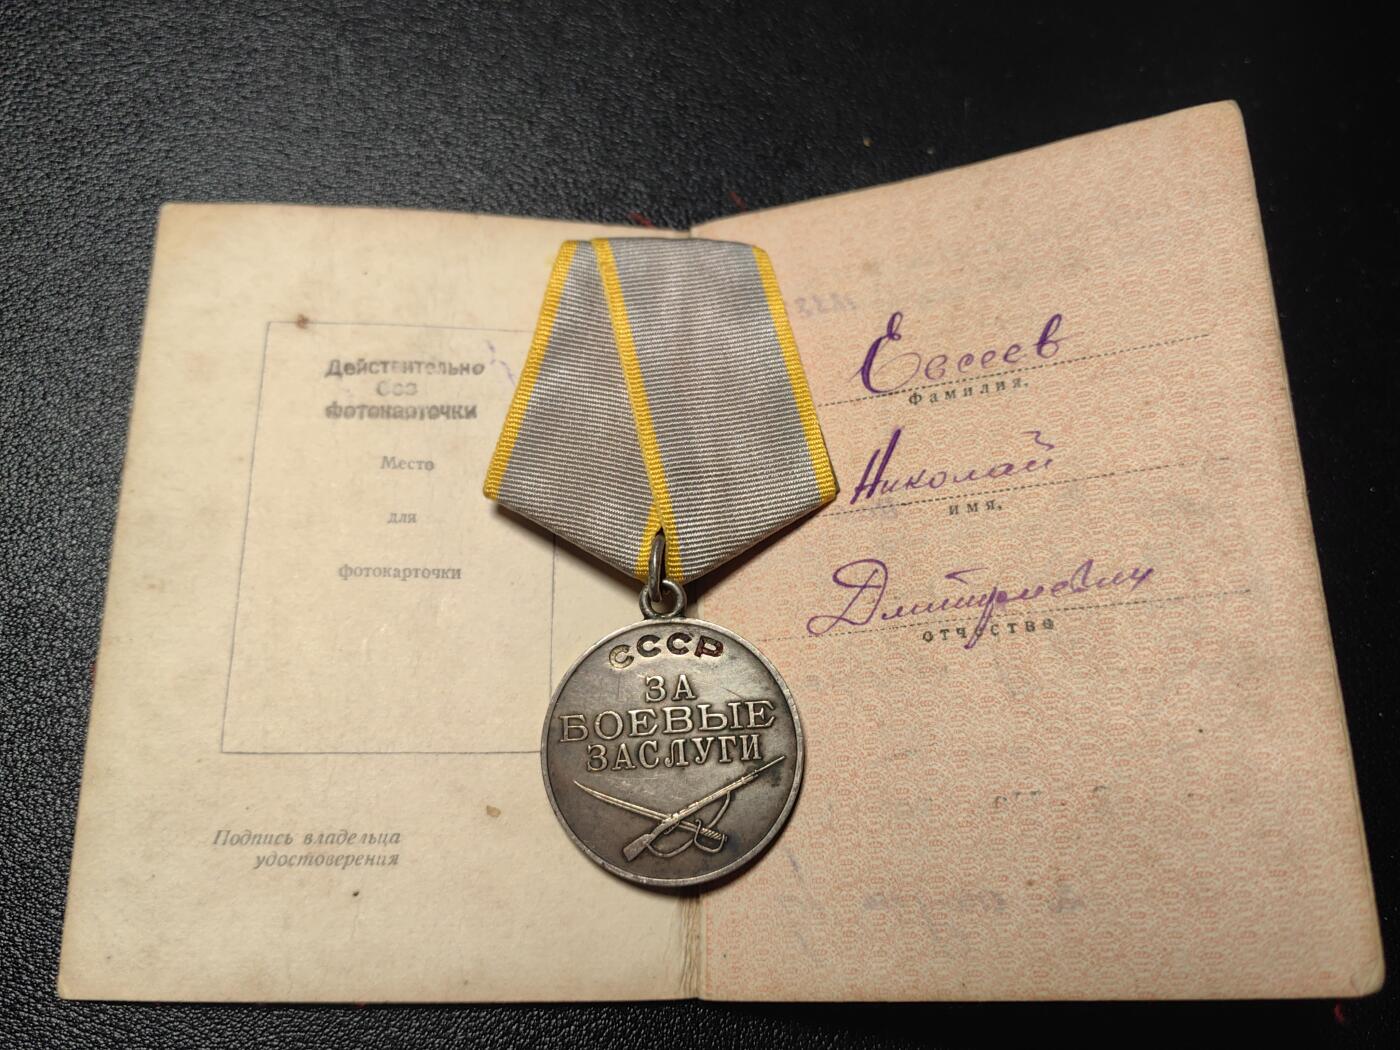 Действительно
без
фотокарточки
Место
для
фотокарточки
Подпись владельца
удостоверения
СССР
ЗА
БОЕВЫЕ
ЗАСЛУГИ
Евсеев
фамилия,
Николай
имя,
Дмитриевич
отчество